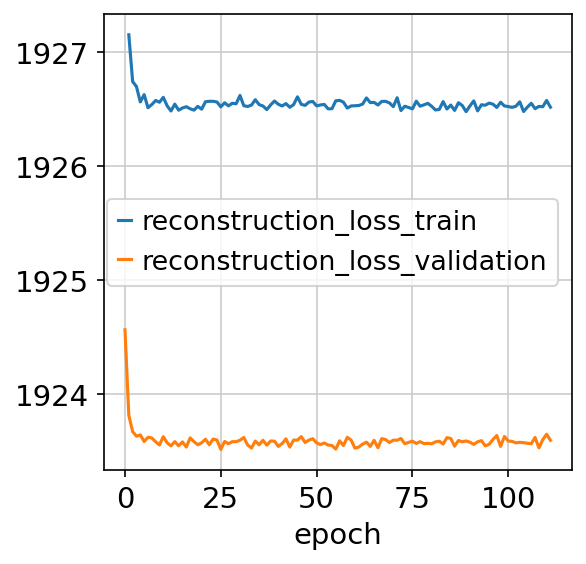 1927
1926
reconstruction_loss_train
reconstruction_loss_validation
1925
1924
0 25 50 75 100
epoch